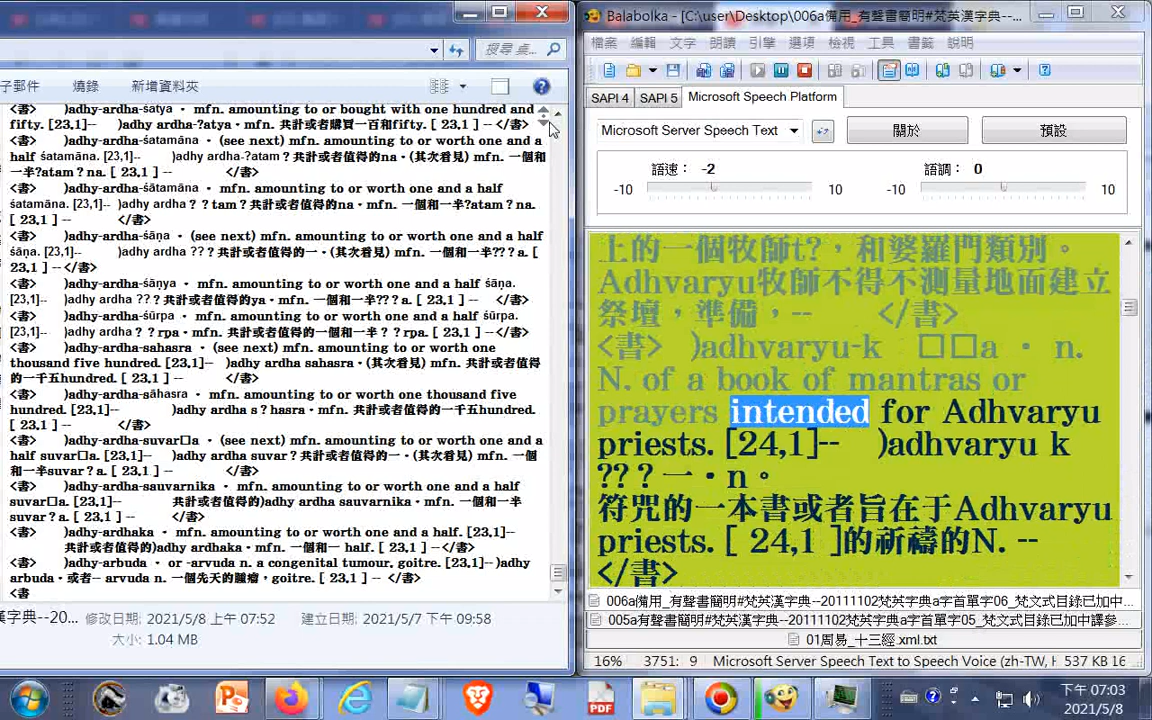 Balabolka - [C:\user\Desktop\006a備用_有聲書簡明#梵英漢字典--20111102梵英字典a字首單字06_梵文式目錄已加中...
搜尋 桌...
子郵件 燒錄 新增資料夾
<書> )adhy-ardha-śatya・mfn. amounting to or bought with one hundred and
fifty. [23,1]-- )adhy ardha-?atya・mfn. 共計或者購買一百和fifty. [ 23,1 ] --</書>
<書> )adhy-ardha-śatamāna・(see next) mfn. amounting to or worth one and a
half śatamāna. [23,1]-- )adhy ardha-?atam？共計或者值得的na・(其次看見) mfn. 一個和
一半?atam？na. [ 23,1 ] -- </書>
<書> )adhy-ardha-śātamāna・mfn. amounting to or worth one and a half
śatamāna. [23,1]-- )adhy ardha？？tam？共計或者值得的na・mfn. 一個和一半?atam？na.
[ 23,1 ] -- </書>
<書> )adhy-ardha-śāṇa・(see next) mfn. amounting to or worth one and a half
śāṇa. [23,1]-- )adhy ardha ???共計或者值得的一・(其次看見) mfn. 一個和一半???a. [
23,1 ] -- </書>
<書> )adhy-ardha-śāṇya・mfn. amounting to or worth one and a half śāṇa.
[23,1]-- )adhy ardha ???共計或者值得的ya・mfn. 一個和一半???a. [ 23,1 ] -- </書>
<書> )adhy-ardha-śūrpa・mfn. amounting to or worth one and a half śūrpa.
[23,1]-- )adhy ardha？？rpa・mfn. 共計或者值得的一個和一半？？rpa. [ 23,1 ] -- </書>
<書> )adhy-ardha-sahasra・(see next) mfn. amounting to or worth one
thousand five hundred. [23,1]-- )adhy ardha sahasra・(其次看見) mfn. 共計或者值得
的一千五hundred. [ 23,1 ] -- </書>
<書> )adhy-ardha-sāhasra・mfn. amounting to or worth one thousand five
hundred. [23,1]-- )adhy ardha s？hasra・mfn. 共計或者值得的一千五hundred.
[ 23,1 ] -- </書>
<書> )adhy-ardha-suvar□a・(see next) mfn. amounting to or worth one and a
half suvar□a. [23,1]-- )adhy ardha suvar？共計或者值得的一・(其次看見) mfn. 一個
和一半suvar？a. [ 23,1 ] -- </書>
<書> )adhy-ardha-sauvarnika・mfn. amounting to or worth one and a half
suvar□a. [23,1]-- 共計或者值得的)adhy ardha sauvarnika・mfn. 一個和一半
suvar？a. [ 23,1 ] -- </書>
<書> )adhy-ardhaka・mfn. amounting to or worth one and a half. [23,1]--
共計或者值得的)adhy ardhaka・mfn. 一個和一 half. [ 23,1 ] -- </書>
<書> )adhy-arbuda・or -arvuda n. a congenital tumour, goitre. [23,1]-- )adhy
arbuda・或者-- arvuda n. 一個先天的腫瘤，goitre. [ 23,1 ] -- </書>
<書
漢字典--20... 修改日期: 2021/5/8 上午 07:52 建立日期: 2021/5/7 下午 09:58
大小: 1.04 MB
檔案 編輯 文字 朗讀 引擎 選項 檢視 工具 書籤 說明
SAPI 4 SAPI 5 Microsoft Speech Platform
Microsoft Server Speech Text 關於 預設
語速： -2 語調： 0
-10 10 -10 10
上的一個牧師t?，和婆羅門類別。
Adhvaryu牧師不得不測量地面建立
祭壇，準備，-- </書>
<書> )adhvaryu-k □□a・ n.
N. of a book of mantras or
prayers intended for Adhvaryu
priests. [24,1]-- )adhvaryu k
??？一・n。
符咒的一本書或者旨在于Adhvaryu
priests. [ 24,1 ]的祈禱的N. --
</書>
006a備用_有聲書簡明#梵英漢字典--20111102梵英字典a字首單字06_梵文式目錄已加中...
005a有聲書簡明#梵英漢字典--20111102梵英字典a字首單字05_梵文式目錄已加中譯參...
01周易_十三經.xml.txt
16% 3751: 9 Microsoft Server Speech Text to Speech Voice (zh-TW, H 537 KB 16
PDF
下午 07:03
2021/5/8